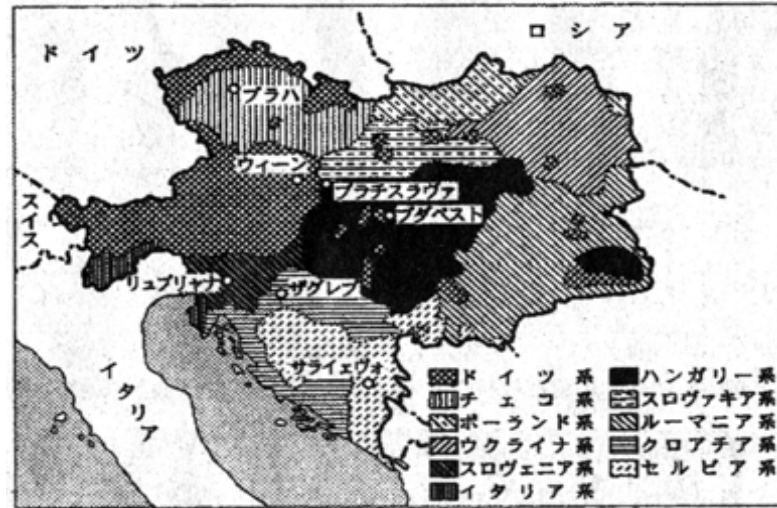 ドイツ
ロシア
プラハ
ウィーン
ブラチスラヴァ
ブダペスト
スイス
リュブリャナ
ザグレブ
サライェヴォ
イタリア
ドイツ系
ハンガリー系
チェコ系
スロヴァキア系
ポーランド系
ルーマニア系
ウクライナ系
クロアチア系
スロヴェニア系
セルビア系
イタリア系